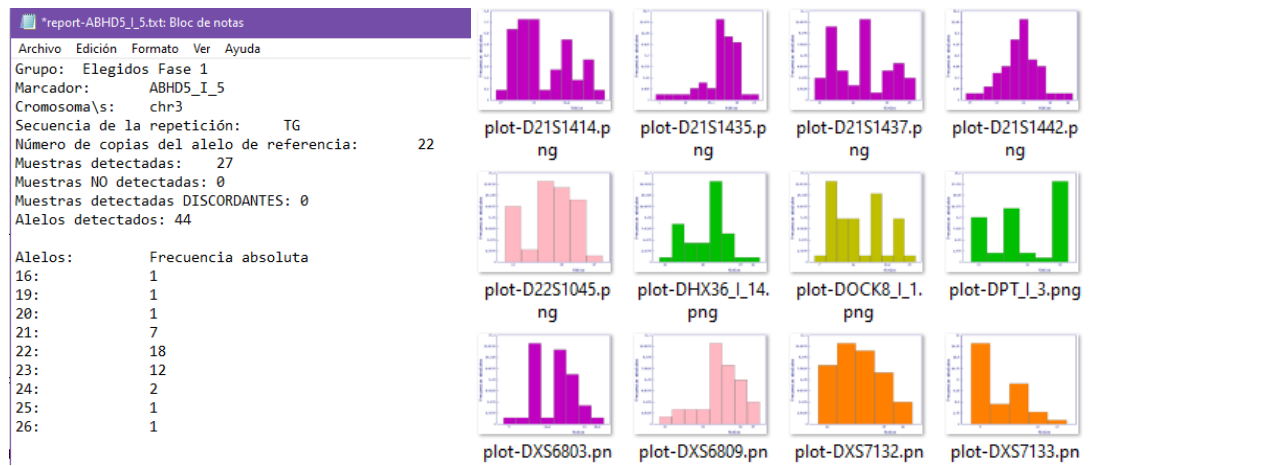 *report-ABHD5_I_5.txt: Bloc de notas
Archivo Edición Formato Ver Ayuda
Grupo: Elegidos Fase 1
Marcador: ABHD5_I_5
Cromosoma\s: chr3
Secuencia de la repetición: TG
Número de copias del alelo de referencia: 22
Muestras detectadas: 27
Muestras NO detectadas: 0
Muestras detectadas DISCORDANTES: 0
Alelos detectados: 44
Alelos: Frecuencia absoluta
16: 1
19: 1
20: 1
21: 7
22: 18
23: 12
24: 2
25: 1
26: 1
plot-D21S1414.p
ng
plot-D21S1435.p
ng
plot-D21S1437.p
ng
plot-D21S1442.p
ng
plot-D22S1045.p
ng
plot-DHX36_I_14.
png
plot-DOCK8_I_1.
png
plot-DPT_I_3.png
plot-DXS6803.pn
plot-DXS6809.pn
plot-DXS7132.pn
plot-DXS7133.pn